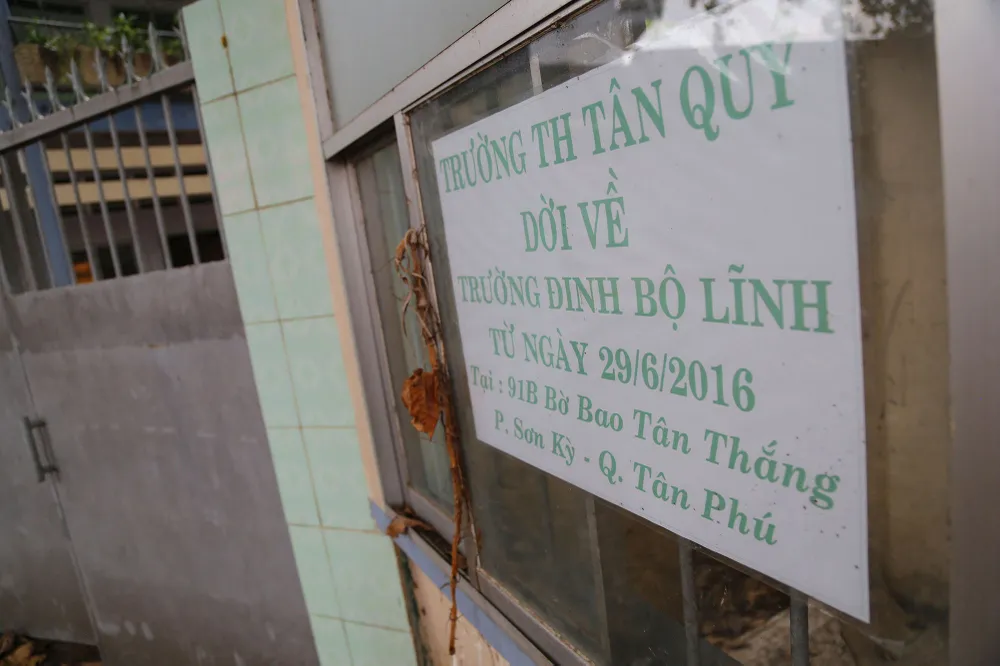 TRƯỜNG TH TÂN QUÝ
DỜI VỀ
TRƯỜNG ĐINH BỘ LĨNH
TỪ NGÀY 29/6/2016
Tại : 91B Bờ Bao Tân Thắng
P. Sơn Kỳ - Q. Tân Phú